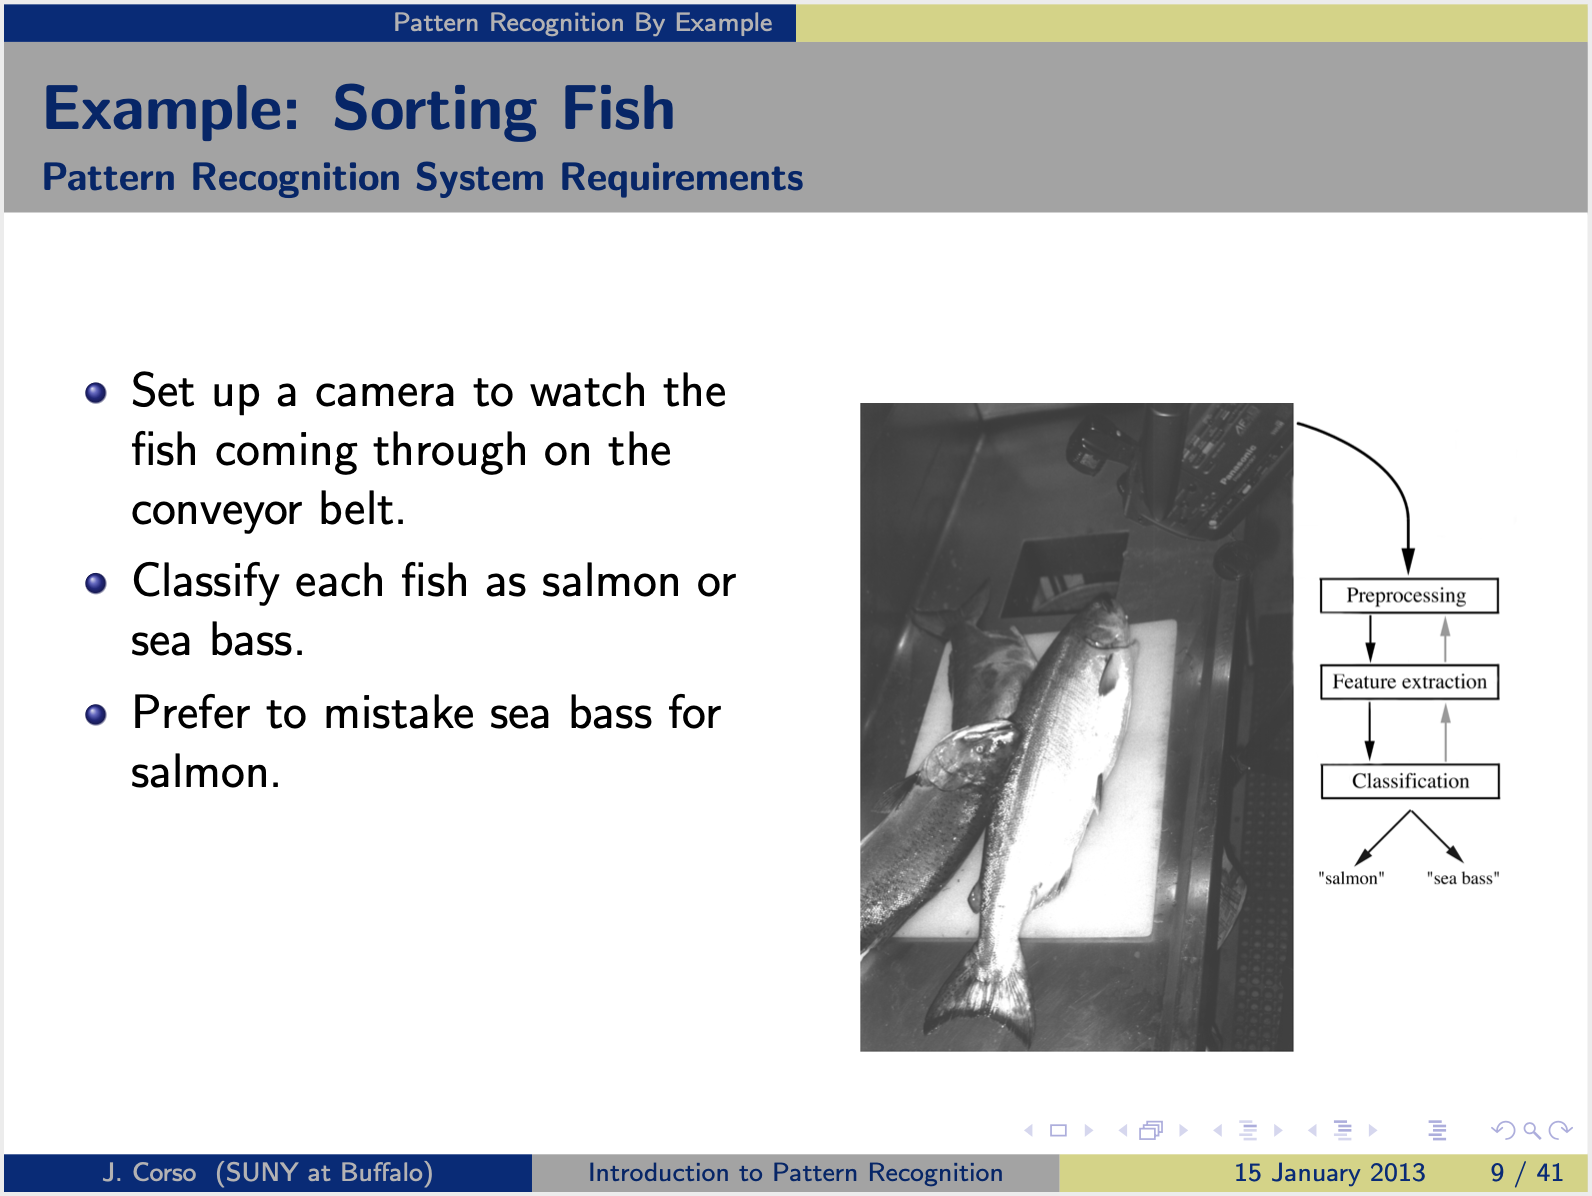 Pattern Recognition By Example
Example: Sorting Fish
Pattern Recognition System Requirements
Set up a camera to watch the
fish coming through on the
conveyor belt.
Classify each fish as salmon or
sea bass.
Prefer to mistake sea bass for
salmon.
Panasonic
Preprocessing
Feature extraction
Classification
"salmon" "sea bass"
J. Corso (SUNY at Buffalo) Introduction to Pattern Recognition 15 January 2013 9 / 41